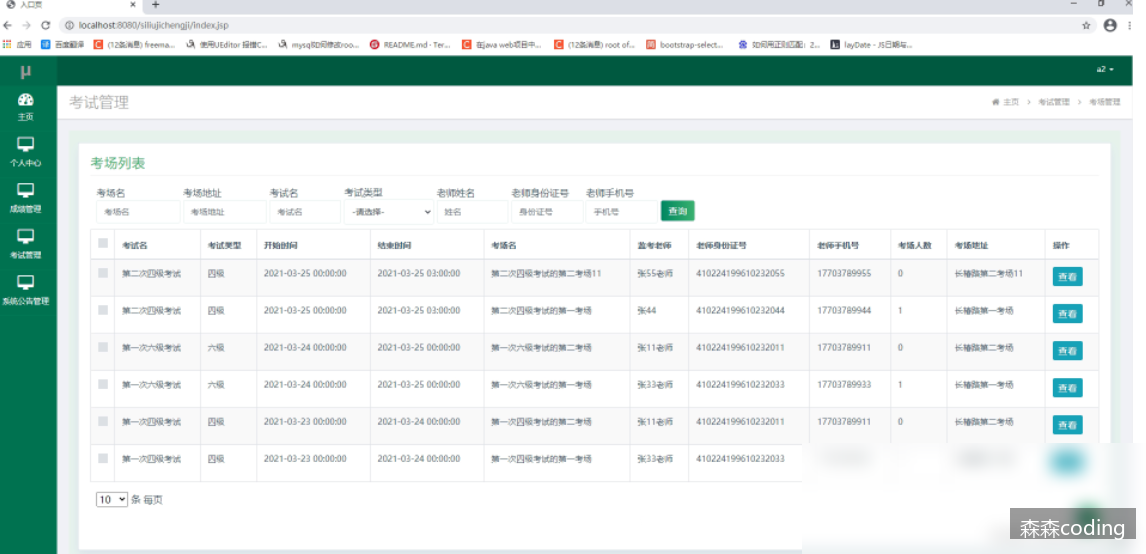 入口页
localhost:8080/siliujichengji/index.jsp
应用 百度翻译 (12条消息) freema... 使用UEditor 报错C... mysql如何修改roo... README.md · Ter... 在java web项目中... (12条消息) root of... bootstrap-select... 如何用正则匹配：2... layDate - JS日期与...
μ a2
主页
个人中心
成绩管理
考试管理
系统公告管理
考试管理 主页 > 考试管理 > 考场管理
考场列表
考场名 考场地址 考试名 考试类型 老师姓名 老师身份证号 老师手机号
考场名 考场地址 考试名 -请选择- 姓名 身份证号 手机号 查询
考试名 考试类型 开始时间 结束时间 考场名 监考老师 老师身份证号 老师手机号 考场人数 考场地址 操作
第二次四级考试 四级 2021-03-25 00:00:00 2021-03-25 03:00:00 第二次四级考试的第二考场11 张55老师 410224199610232055 17703789955 0 长椿路第二考场11 查看
第二次四级考试 四级 2021-03-25 00:00:00 2021-03-25 00:00:00 第二次四级考试的第一考场 张44 410224199610232044 17703789944 1 长椿路第一考场 查看
第一次六级考试 六级 2021-03-24 00:00:00 2021-03-25 00:00:00 第一次六级考试的第二考场 张11老师 410224199610232011 17703789911 0 长椿路第二考场 查看
第一次六级考试 六级 2021-03-24 00:00:00 2021-03-25 00:00:00 第一次六级考试的第一考场 张33老师 410224199610232033 17703789933 1 长椿路第一考场 查看
第一次四级考试 四级 2021-03-23 00:00:00 2021-03-24 00:00:00 第一次四级考试的第二考场 张11老师 410224199610232011 17703789911 0 长椿路第二考场 查看
第一次四级考试 四级 2021-03-23 00:00:00 2021-03-24 00:00:00 第一次四级考试的第一考场 张33老师 410224199610232033
10 条 每页
森森coding